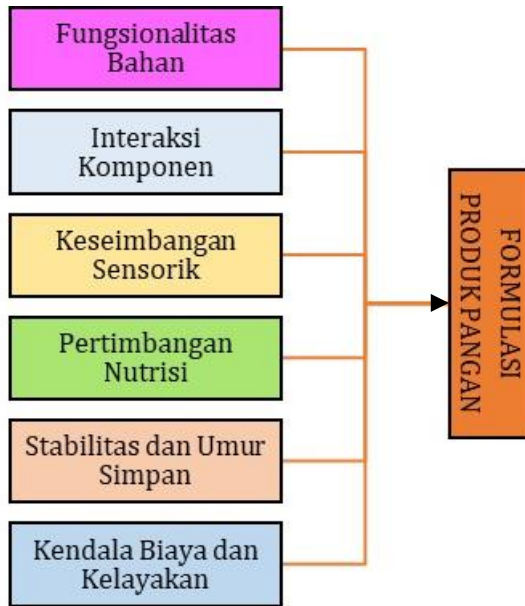 Fungsionalitas
Bahan
Interaksi
Komponen
Keseimbangan
Sensorik
Pertimbangan
Nutrisi
Stabilitas dan Umur
Simpan
Kendala Biaya dan
Kelayakan
FORMULASI
PRODUK PANGAN